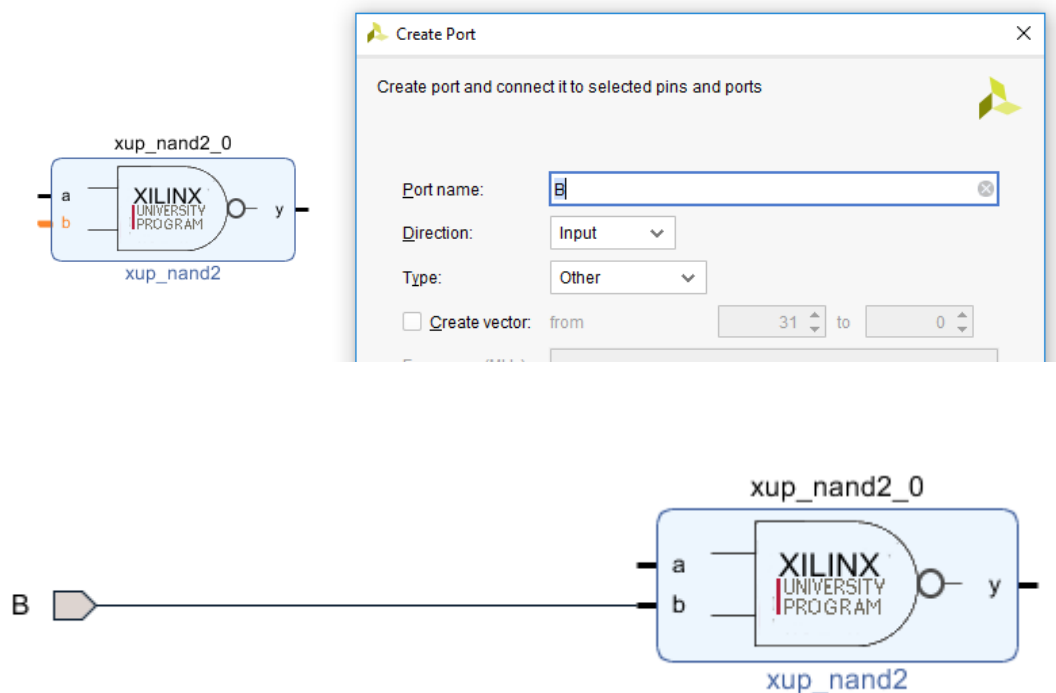 Create Port
Create port and connect it to selected pins and ports
xup_nand2_0
a
XILINX
UNIVERSITY
PROGRAM
b
y
xup_nand2
Port name: B
Direction: Input
Type: Other
Create vector: from 31 to 0
xup_nand2_0
a
XILINX
UNIVERSITY
PROGRAM
b
y
B
xup_nand2